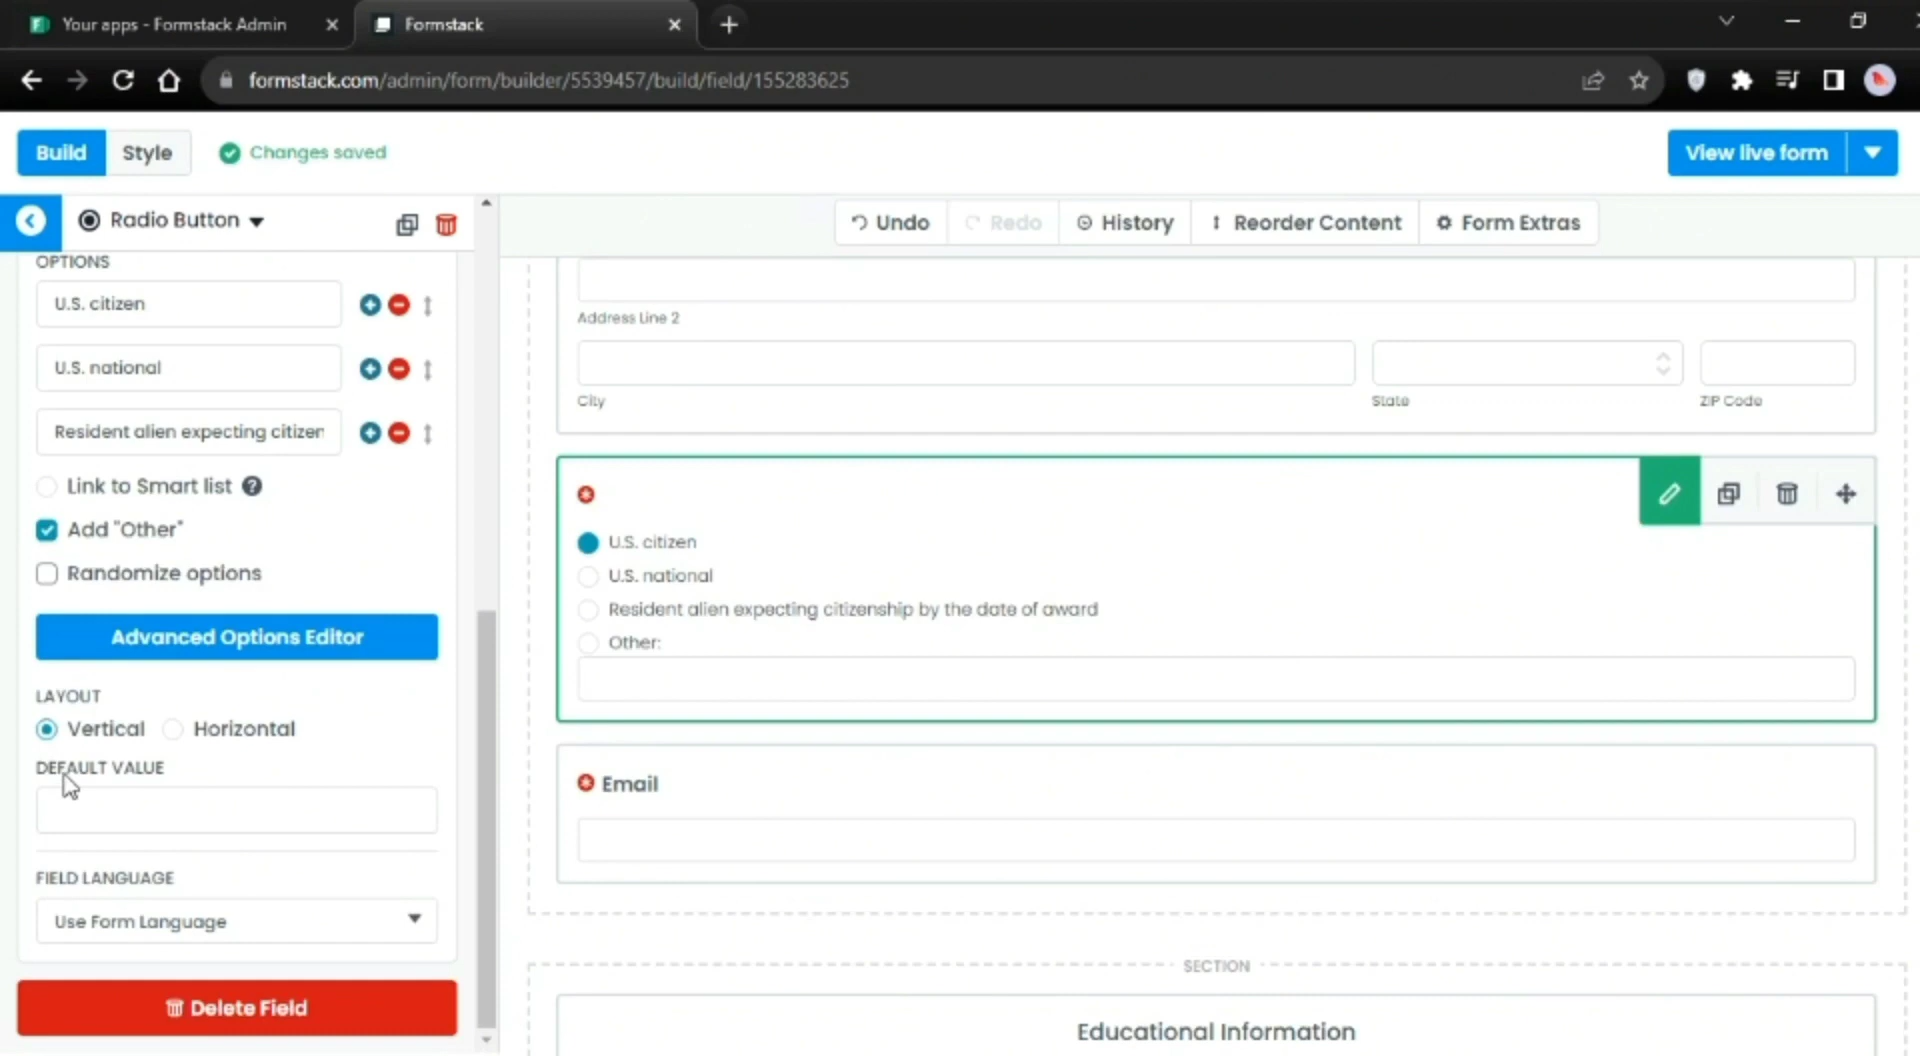 Your apps - Formstack Admin
Formstack
formstack.com/admin/form/builder/5539457/build/field/155283625
Build
Style
Changes saved
View live form
Radio Button
Undo
Redo
History
Reorder Content
Form Extras
OPTIONS
U.S. citizen
U.S. national
Resident alien expecting citizen
Link to Smart list
Add "Other"
Randomize options
Advanced Options Editor
LAYOUT
Vertical
Horizontal
DEFAULT VALUE
FIELD LANGUAGE
Use Form Language
Delete Field
Address Line 2
City
State
ZIP Code
U.S. citizen
U.S. national
Resident alien expecting citizenship by the date of award
Other:
Email
SECTION
Educational Information